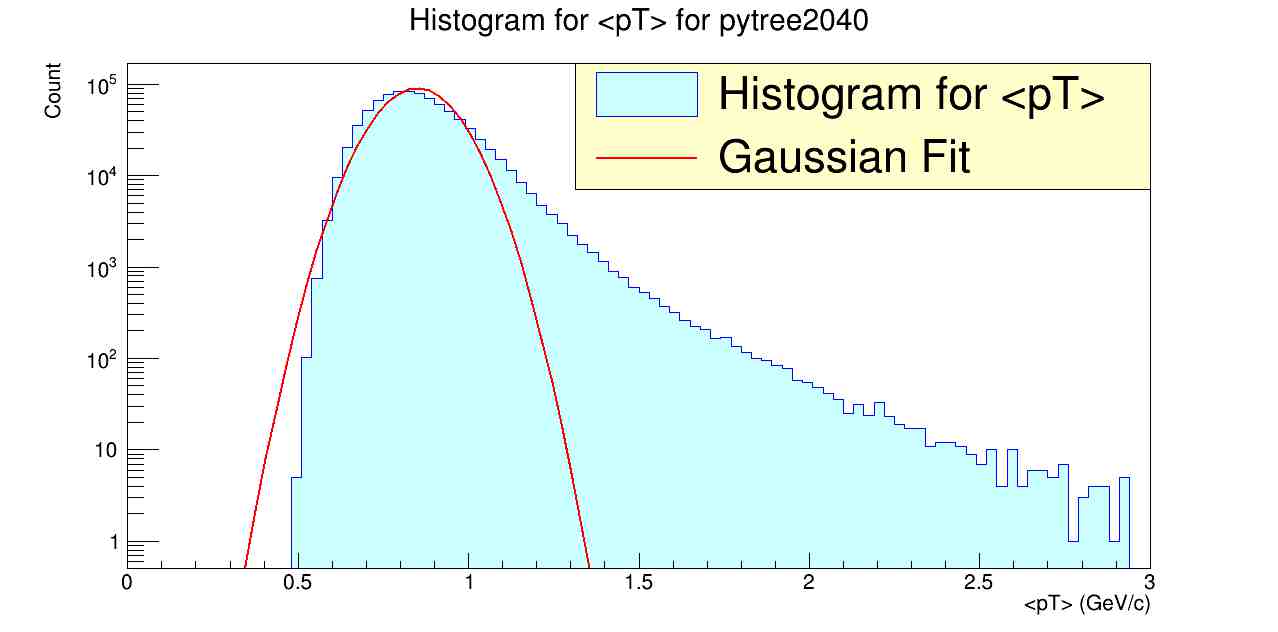 Histogram for <pT> for pytree2040
Count
Histogram for <pT>
Gaussian Fit
10^5
10^4
10^3
10^2
10
1
0 0.5 1 1.5 2 2.5 3
<pT> (GeV/c)